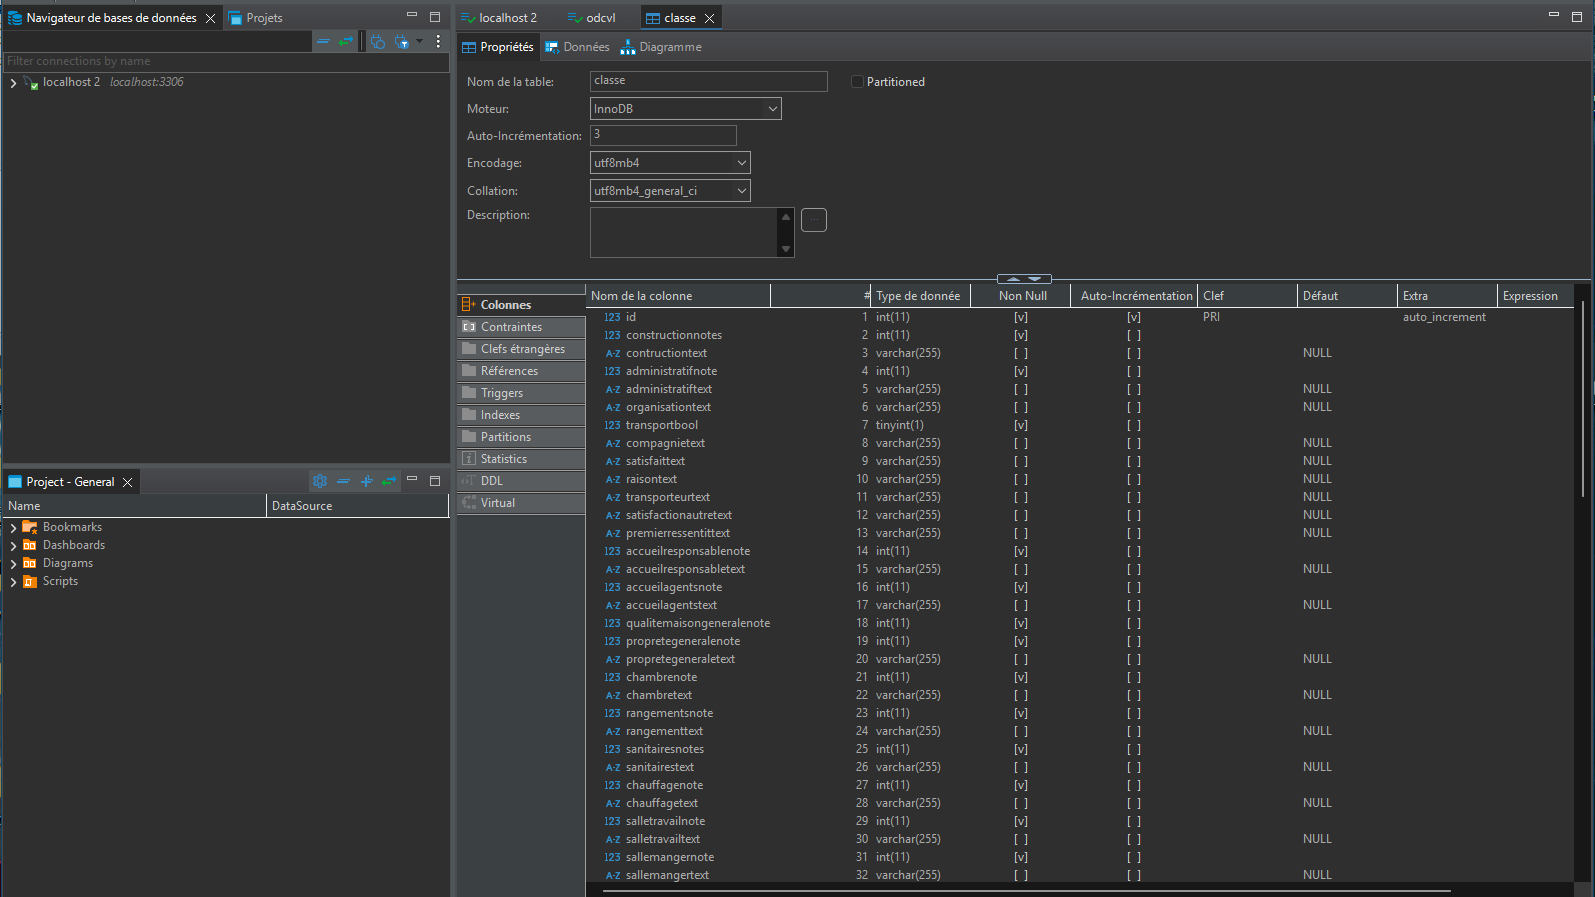 Navigateur de bases de données
Projets
Filter connections by name
localhost 2 localhost:3306
Project - General
Name DataSource
Bookmarks
Dashboards
Diagrams
Scripts
localhost 2 odcvl classe
Propriétés Données Diagramme
Nom de la table: classe Partitioned
Moteur: InnoDB
Auto-Incrémentation: 3
Encodage: utf8mb4
Collation: utf8mb4_general_ci
Description: ...
Colonnes
Contraintes
Clefs étrangères
Références
Triggers
Indexes
Partitions
Statistics
DDL
Virtual
Nom de la colonne # Type de donnée Non Null Auto-Incrémentation Clef Défaut Extra Expression
123 id 1 int(11) [v] [v] PRI auto_increment
123 constructionnotes 2 int(11) [v] [ ]
A-Z contructiontext 3 varchar(255) [ ] [ ] NULL
123 administratifnote 4 int(11) [v] [ ]
A-Z administratiftext 5 varchar(255) [ ] [ ] NULL
A-Z organisationtext 6 varchar(255) [ ] [ ] NULL
123 transportbool 7 tinyint(1) [v] [ ]
A-Z compagnietext 8 varchar(255) [ ] [ ] NULL
A-Z satisfaittext 9 varchar(255) [ ] [ ] NULL
A-Z raisontext 10 varchar(255) [ ] [ ] NULL
A-Z transporteurtext 11 varchar(255) [ ] [ ] NULL
A-Z satisfactionautretext 12 varchar(255) [ ] [ ] NULL
A-Z premierressentittext 13 varchar(255) [ ] [ ] NULL
123 accueilresponsablenote 14 int(11) [v] [ ]
A-Z accueilresponsabletext 15 varchar(255) [ ] [ ] NULL
123 accueilagentsnote 16 int(11) [v] [ ]
A-Z accueilagentstext 17 varchar(255) [ ] [ ] NULL
123 qualitemaisongeneralenote 18 int(11) [v] [ ]
123 propretegeneralenote 19 int(11) [v] [ ]
A-Z propretegeneraletext 20 varchar(255) [ ] [ ] NULL
123 chambrenote 21 int(11) [v] [ ]
A-Z chambretext 22 varchar(255) [ ] [ ] NULL
123 rangementsnote 23 int(11) [v] [ ]
A-Z rangementtext 24 varchar(255) [ ] [ ] NULL
123 sanitairesnotes 25 int(11) [v] [ ]
A-Z sanitairestext 26 varchar(255) [ ] [ ] NULL
123 chauffagenote 27 int(11) [v] [ ]
A-Z chauffagetext 28 varchar(255) [ ] [ ] NULL
123 salletravailnote 29 int(11) [v] [ ]
A-Z salletravailtext 30 varchar(255) [ ] [ ] NULL
123 sallemangernote 31 int(11) [v] [ ]
A-Z sallemangertext 32 varchar(255) [ ] [ ] NULL